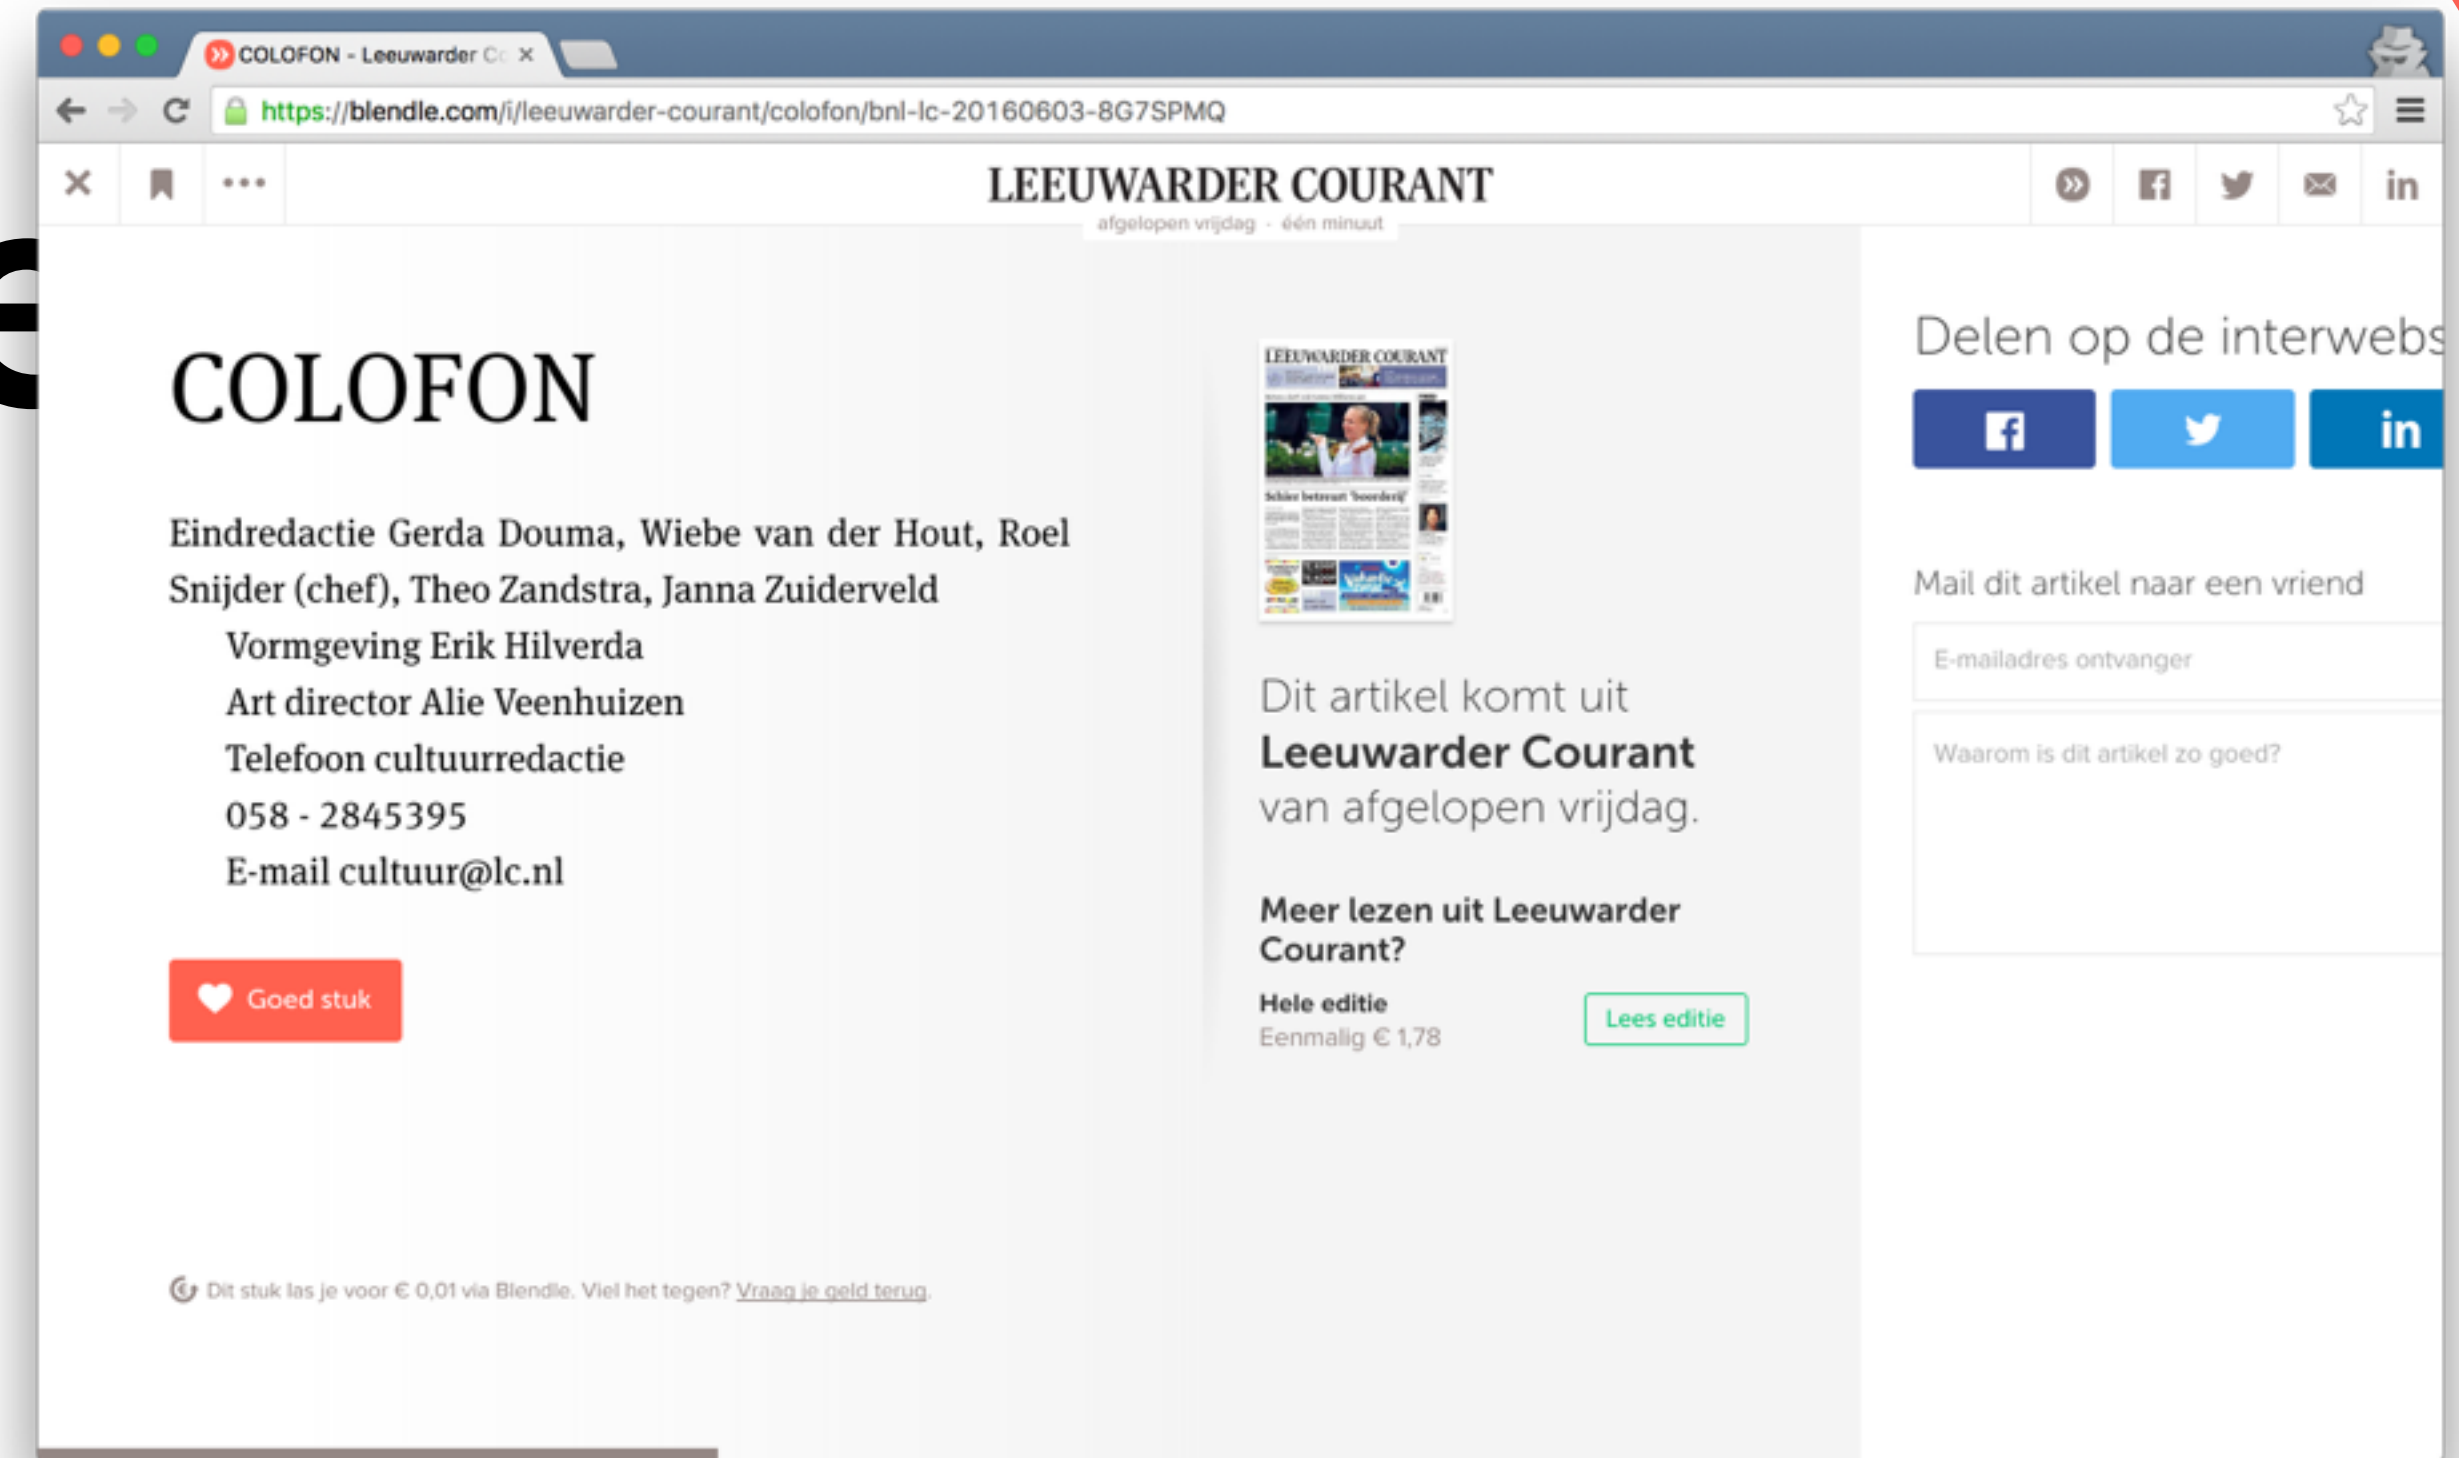 e
COLOFON - Leeuwarder Co
https://blendle.com/i/leeuwarder-courant/colofon/bnl-lc-20160603-8G7SPMQ
LEEUWARDER COURANT
afgelopen vrijdag · één minuut
in
COLOFON
Eindredactie Gerda Douma, Wiebe van der Hout, Roel
Snijder (chef), Theo Zandstra, Janna Zuiderveld
Vormgeving Erik Hilverda
Art director Alie Veenhuizen
Telefoon cultuurredactie
058 - 2845395
E-mail cultuur@lc.nl
Goed stuk
Dit stuk las je voor € 0,01 via Blendle. Viel het tegen? Vraag je geld terug.
LEEUWARDER COURANT
Schier betreurt 'boorderij'
Dit artikel komt uit
Leeuwarder Courant
van afgelopen vrijdag.
Meer lezen uit Leeuwarder
Courant?
Hele editie
Eenmalig € 1,78
Lees editie
Delen op de interwebs
in
Mail dit artikel naar een vriend
E-mailadres ontvanger
Waarom is dit artikel zo goed?